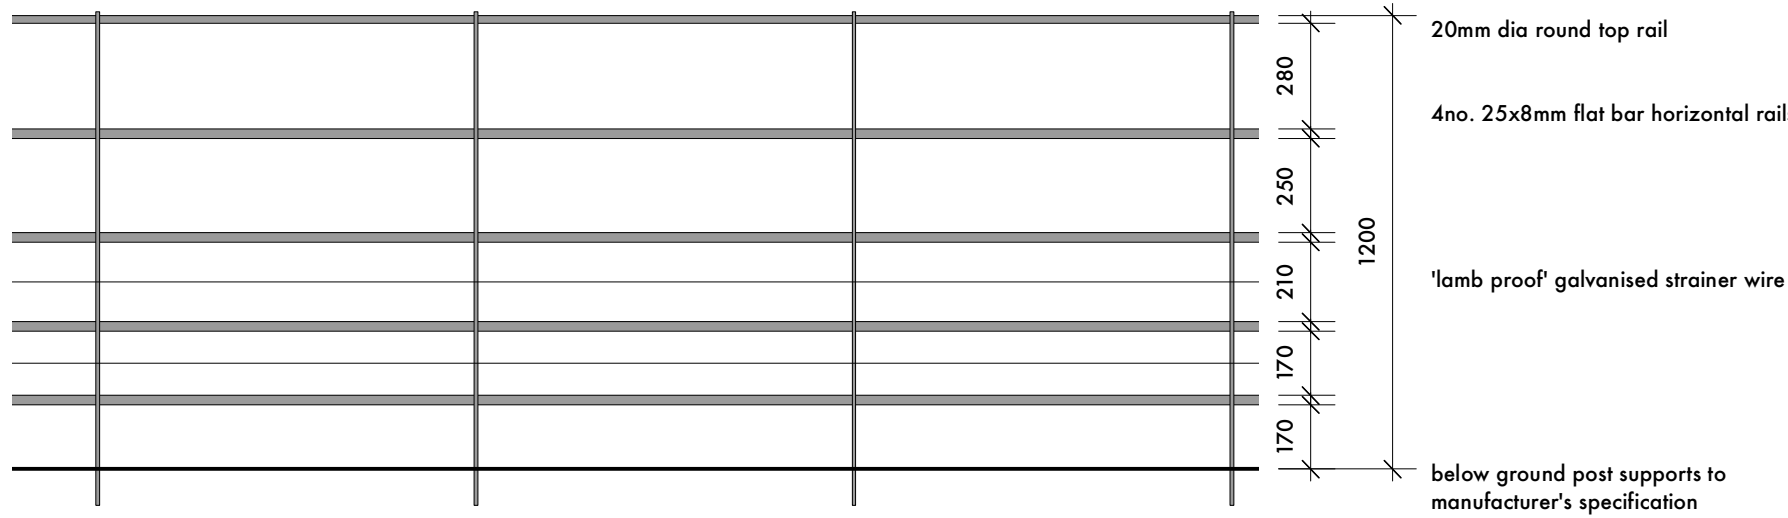 20mm dia round top rail
280
4no. 25x8mm flat bar horizontal rail
250
1200
210
'lamb proof' galvanised strainer wire
170
170
below ground post supports to
manufacturer's specification